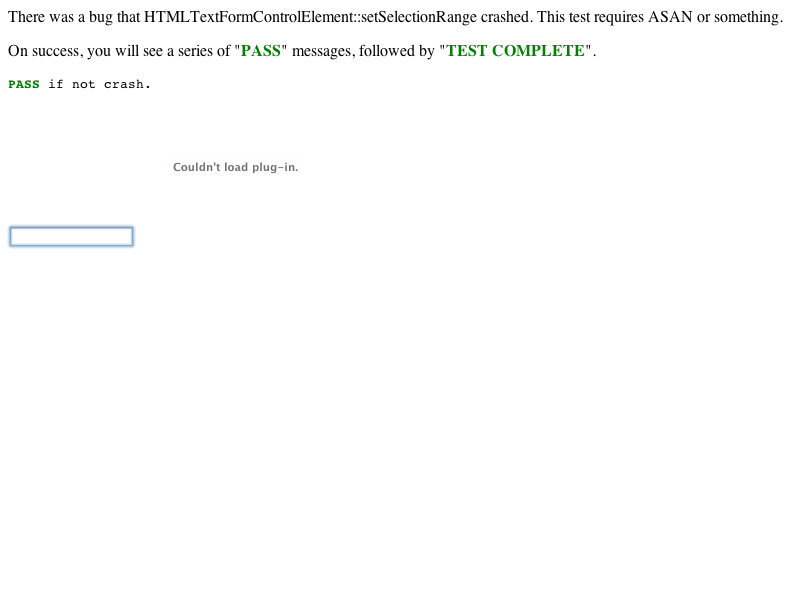 There was a bug that HTMLTextFormControlElement::setSelectionRange crashed. This test requires ASAN or something.
On success, you will see a series of "PASS" messages, followed by "TEST COMPLETE".
PASS if not crash.
Couldn't load plug-in.